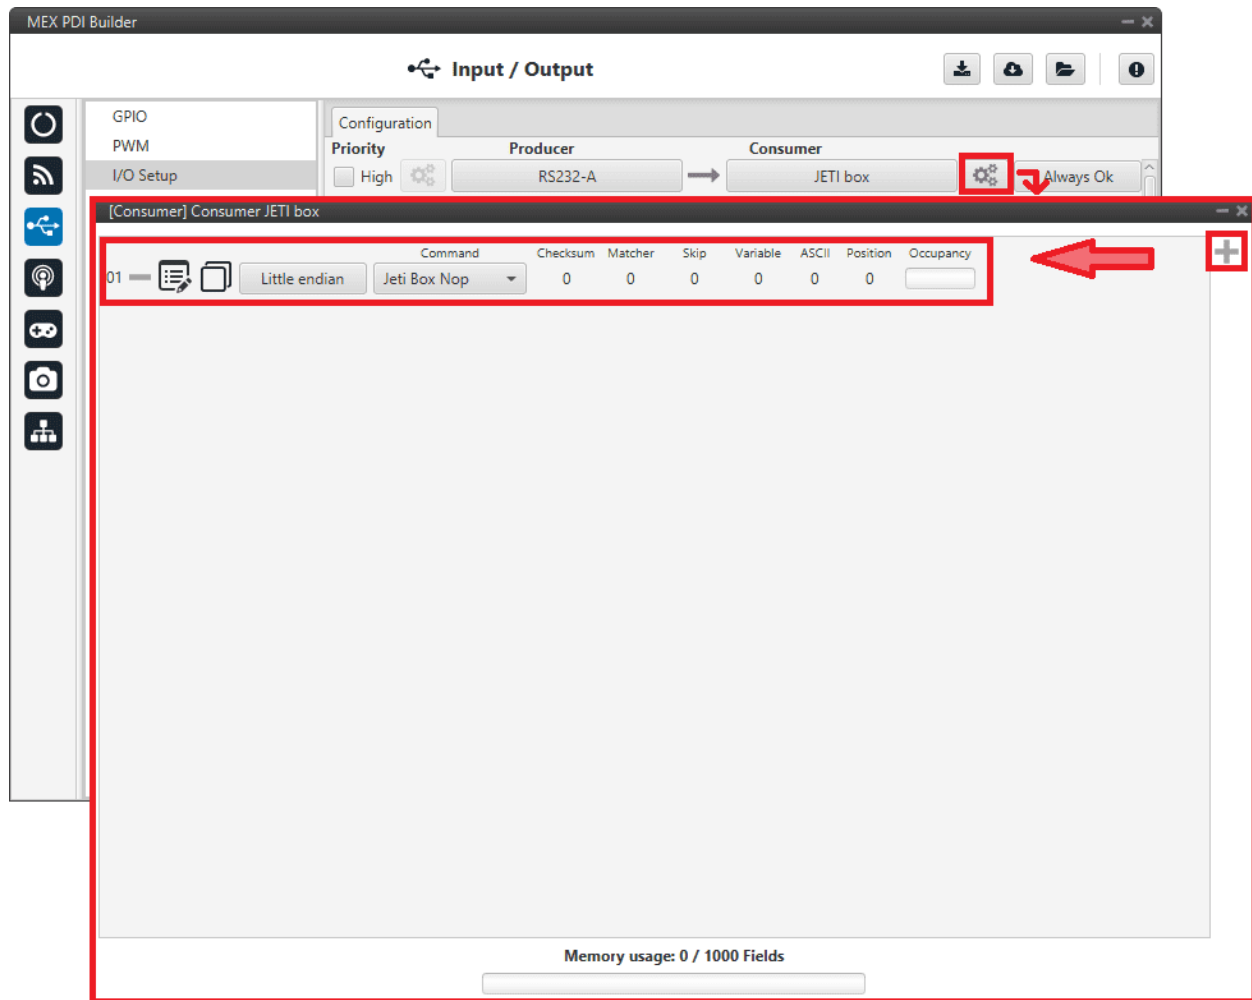 MEX PDI Builder
Input / Output
GPIO
PWM
I/O Setup
Configuration
Priority Producer Consumer
High RS232-A JETI box Always Ok
[Consumer] Consumer JETI box
Command Checksum Matcher Skip Variable ASCII Position Occupancy
01 Little endian Jeti Box Nop 0 0 0 0 0 0
Memory usage: 0 / 1000 Fields